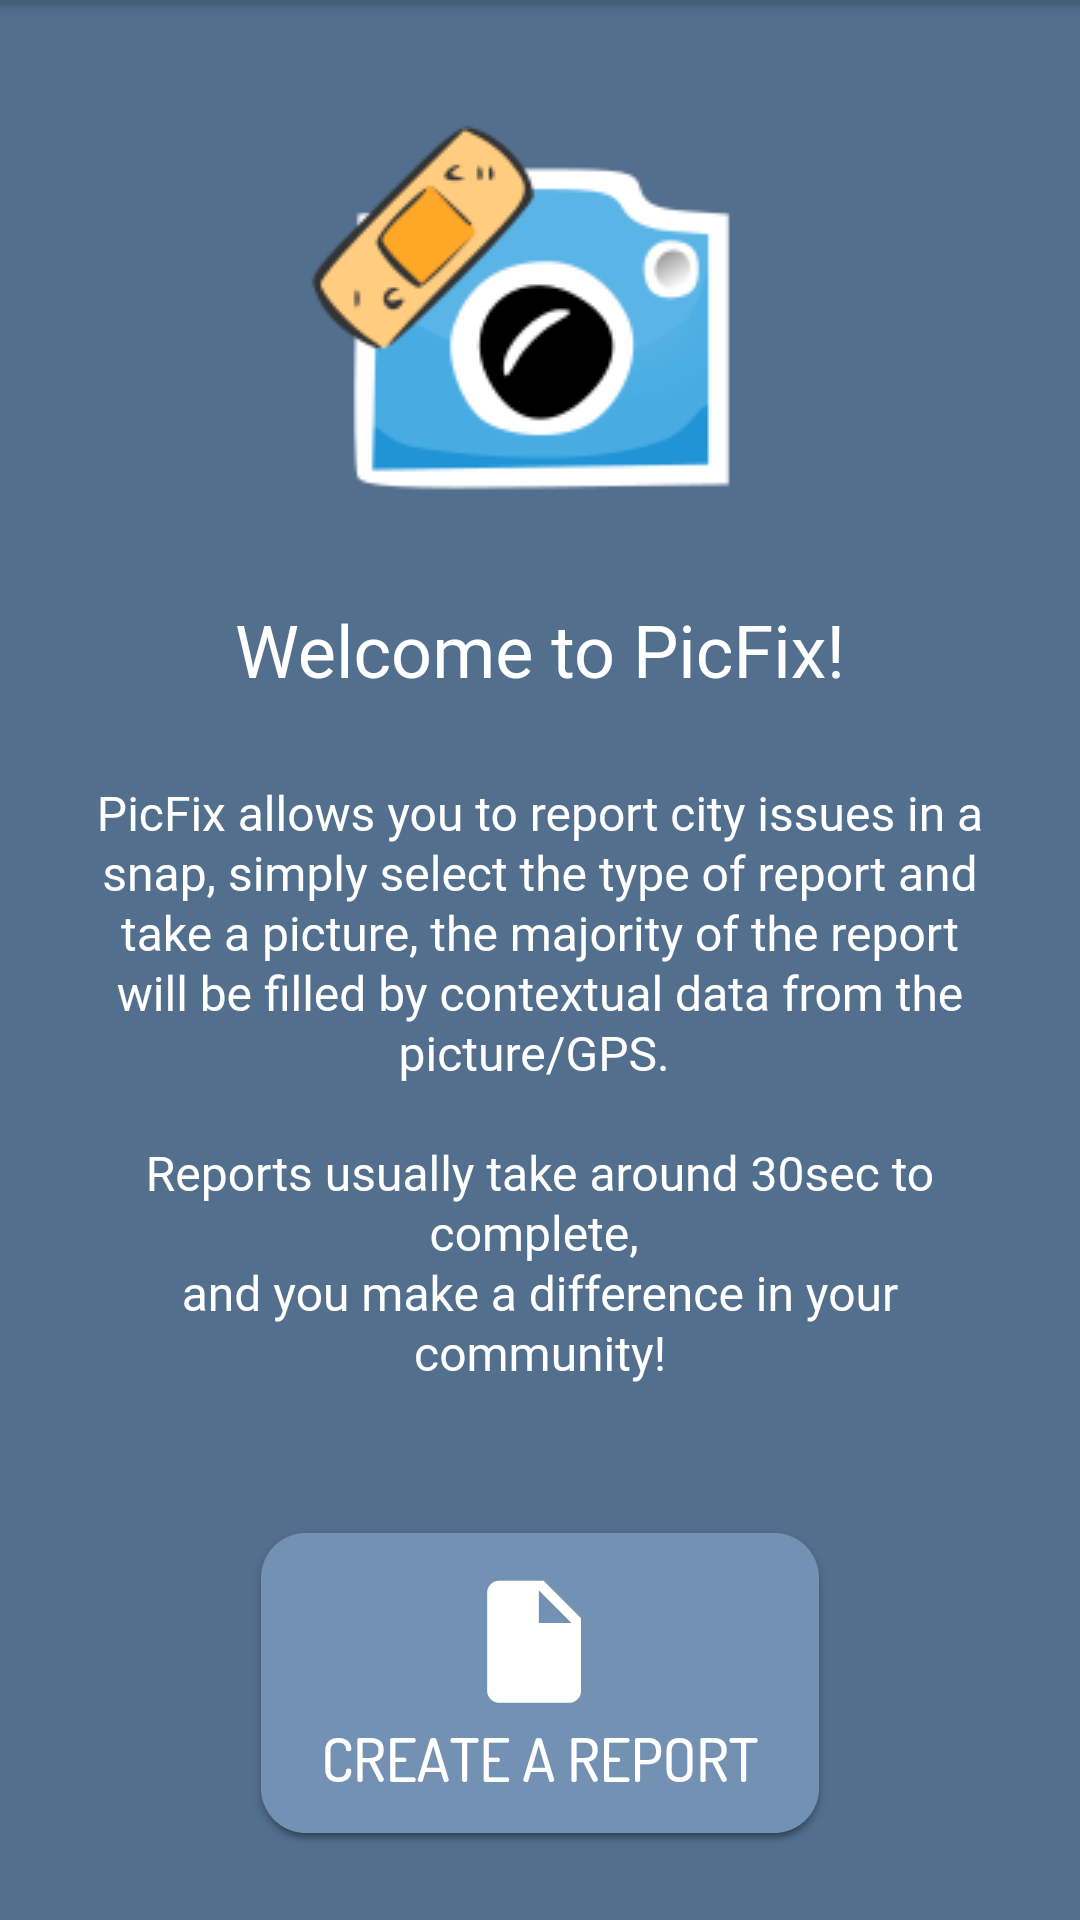 Welcome to PicFix!
PicFix allows you to report city issues in a
snap, simply select the type of report and
take a picture, the majority of the report
will be filled by contextual data from the
picture/GPS.
Reports usually take around 30sec to
complete,
and you make a difference in your
community!
CREATE A REPORT